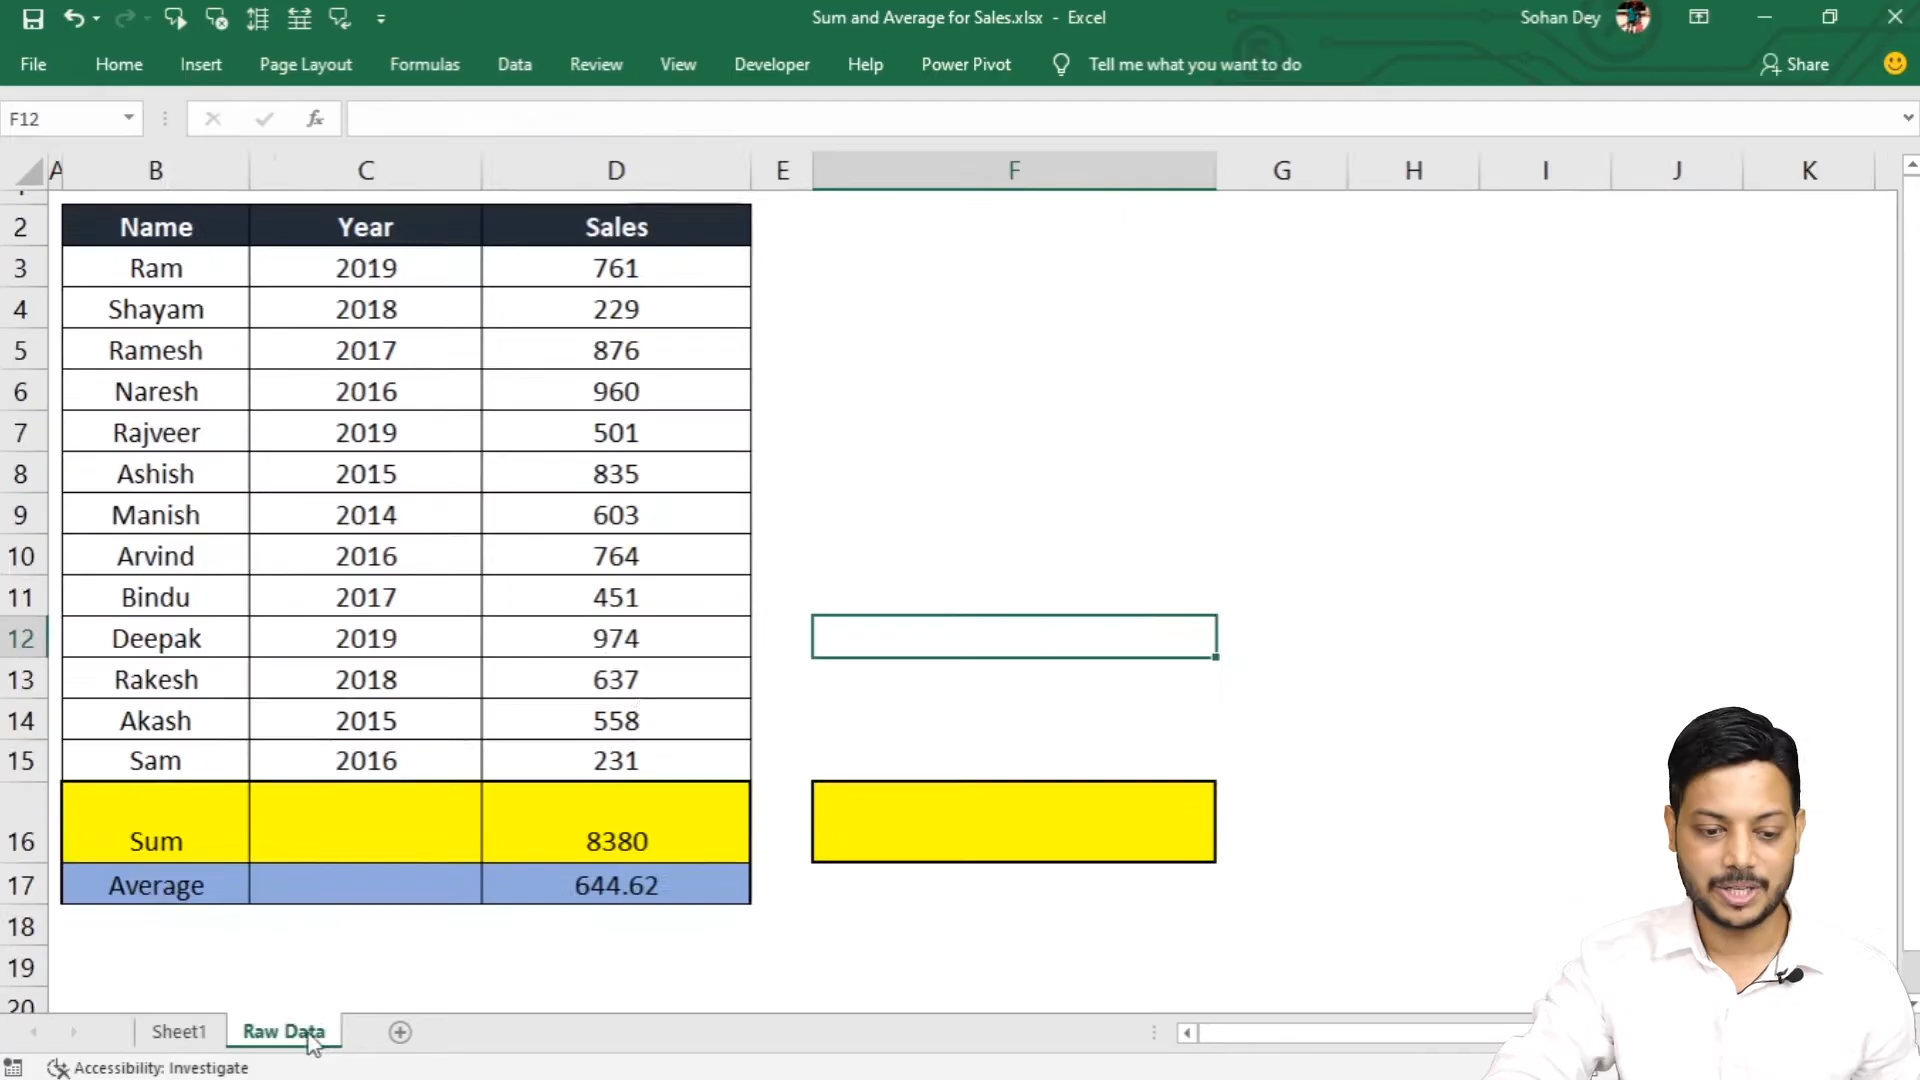 Sum and Average for Sales.xlsx - Excel
Sohan Dey
File Home Insert Page Layout Formulas Data Review View Developer Help Power Pivot Tell me what you want to do Share
F12 fx
A B C D E F G H I J K
2 Name Year Sales
3 Ram 2019 761
4 Shayam 2018 229
5 Ramesh 2017 876
6 Naresh 2016 960
7 Rajveer 2019 501
8 Ashish 2015 835
9 Manish 2014 603
10 Arvind 2016 764
11 Bindu 2017 451
12 Deepak 2019 974
13 Rakesh 2018 637
14 Akash 2015 558
15 Sam 2016 231
16 Sum 8380
17 Average 644.62
18
19
20
Sheet1 Raw Data
Accessibility: Investigate